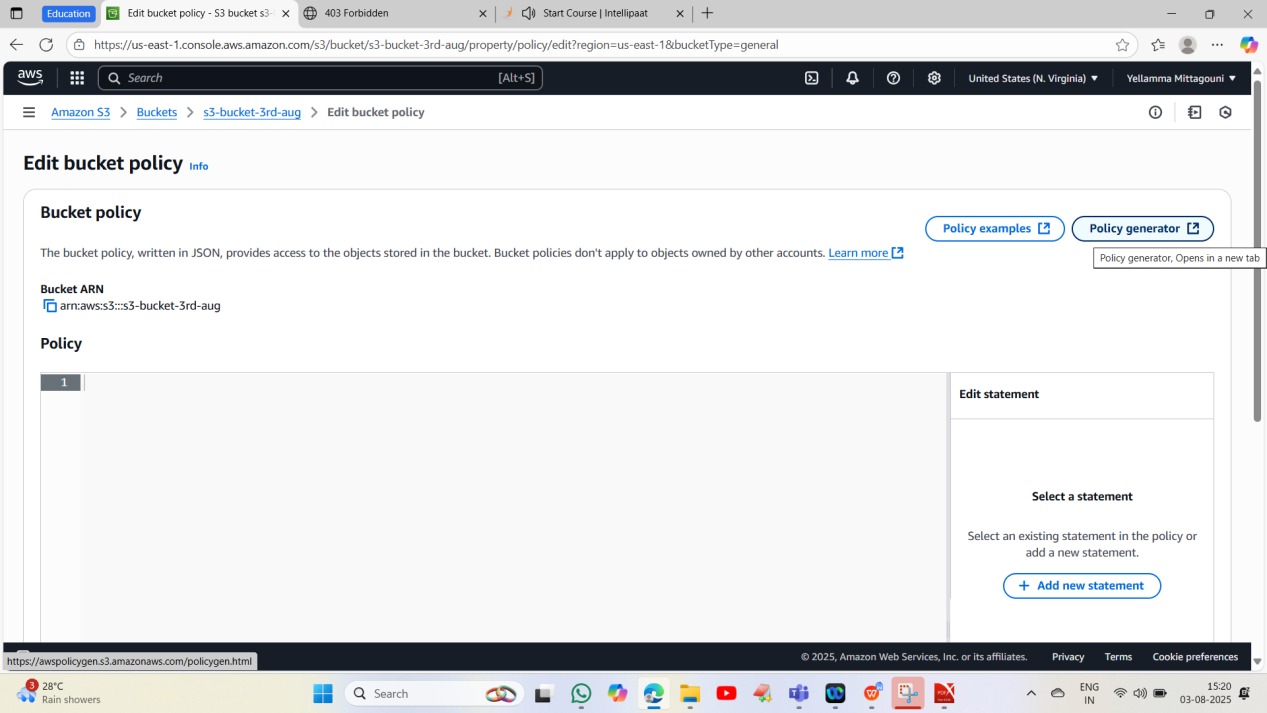 Education
Edit bucket policy - S3 bucket s3-
403 Forbidden
Start Course | Intellipaat
https://us-east-1.console.aws.amazon.com/s3/bucket/s3-bucket-3rd-aug/property/policy/edit?region=us-east-1&bucketType=general
aws
Search
[Alt+S]
United States (N. Virginia)
Yellamma Mittagouni
Amazon S3
Buckets
s3-bucket-3rd-aug
Edit bucket policy
Edit bucket policy Info
Bucket policy
Policy examples
Policy generator
The bucket policy, written in JSON, provides access to the objects stored in the bucket. Bucket policies don't apply to objects owned by other accounts. Learn more
Policy generator, Opens in a new tab
Bucket ARN
arn:aws:s3:::s3-bucket-3rd-aug
Policy
1
Edit statement
Select a statement
Select an existing statement in the policy or
add a new statement.
+ Add new statement
https://awspolicygen.s3.amazonaws.com/policygen.html
© 2025, Amazon Web Services, Inc. or its affiliates.
Privacy
Terms
Cookie preferences
3
28°C
Rain showers
Search
ENG
IN
15:20
03-08-2025